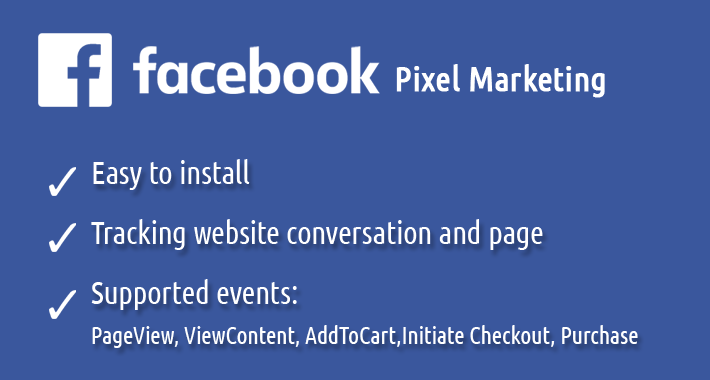 f facebook Pixel Marketing
✓ Easy to install
✓ Tracking website conversation and page
✓ Supported events:
PageView, ViewContent, AddToCart,Initiate Checkout, Purchase